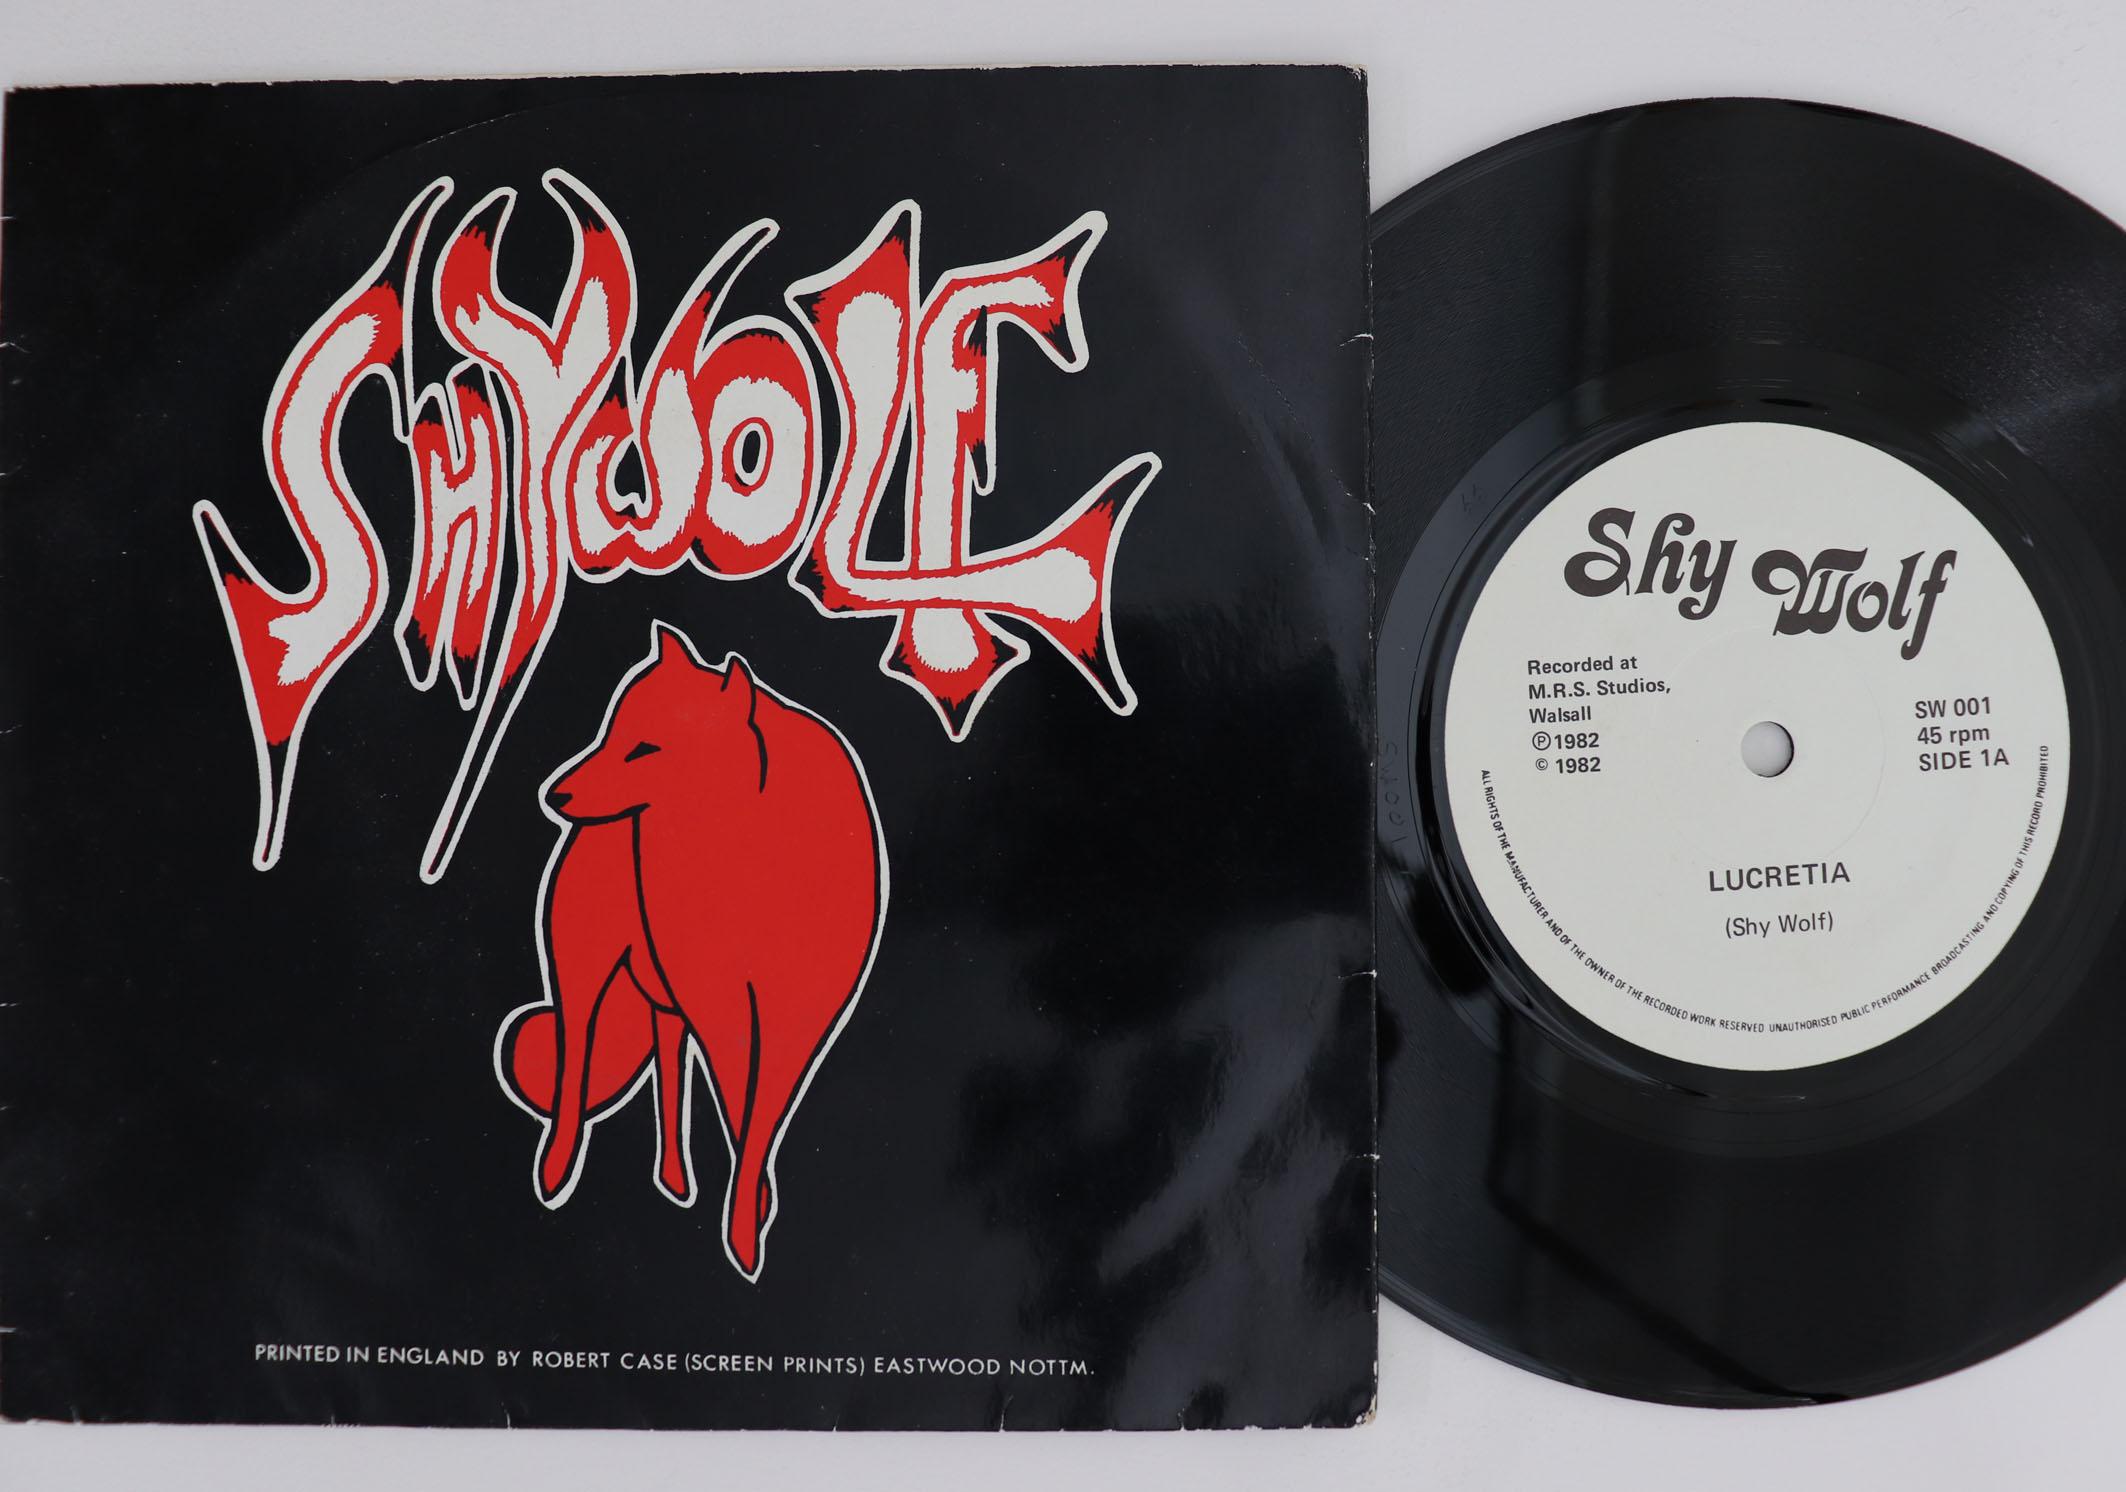 SHYWOLF
PRINTED IN ENGLAND BY ROBERT CASE (SCREEN PRINTS) EASTWOOD NOTTM.
Shy Wolf
Recorded at
M.R.S. Studios,
Walsall
Ⓟ 1982
© 1982
SW 001
45 rpm
SIDE 1A
LUCRETIA
(Shy Wolf)
ALL RIGHTS OF THE MANUFACTURER AND OF THE OWNER OF THE RECORDED WORK RESERVED UNAUTHORISED PUBLIC PERFORMANCE BROADCASTING AND COPYING OF THIS RECORD PROHIBITED